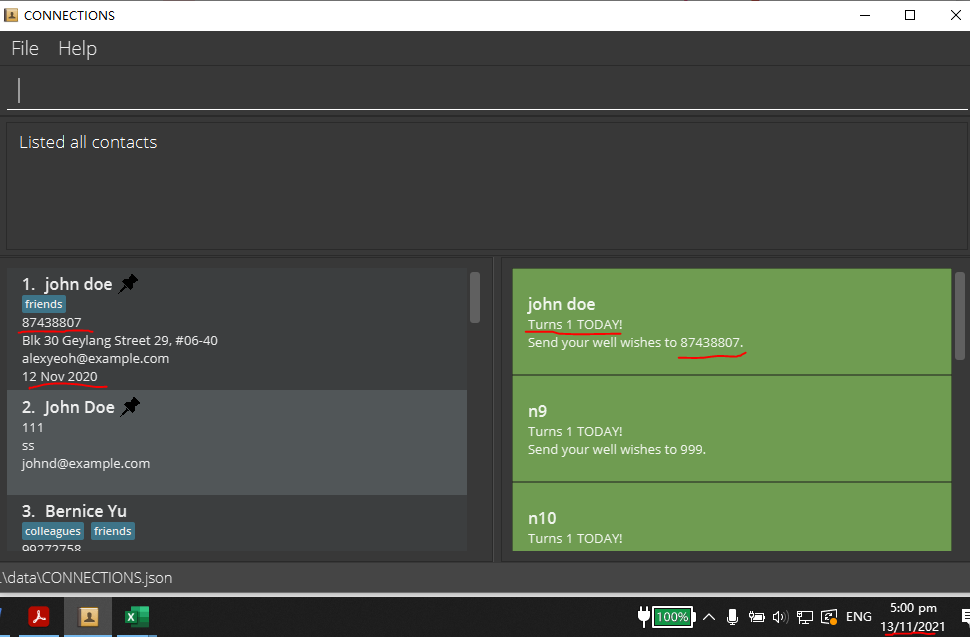 CONNECTIONS
File Help
Listed all contacts
1. john doe
friends
87438807
Blk 30 Geylang Street 29, #06-40
alexyeoh@example.com
12 Nov 2020
2. John Doe
111
ss
johnd@example.com
3. Bernice Yu
colleagues friends
99272758
john doe
Turns 1 TODAY!
Send your well wishes to 87438807.
n9
Turns 1 TODAY!
Send your well wishes to 999.
n10
Turns 1 TODAY!
.\data\CONNECTIONS.json
100%
ENG
5:00 pm
13/11/2021